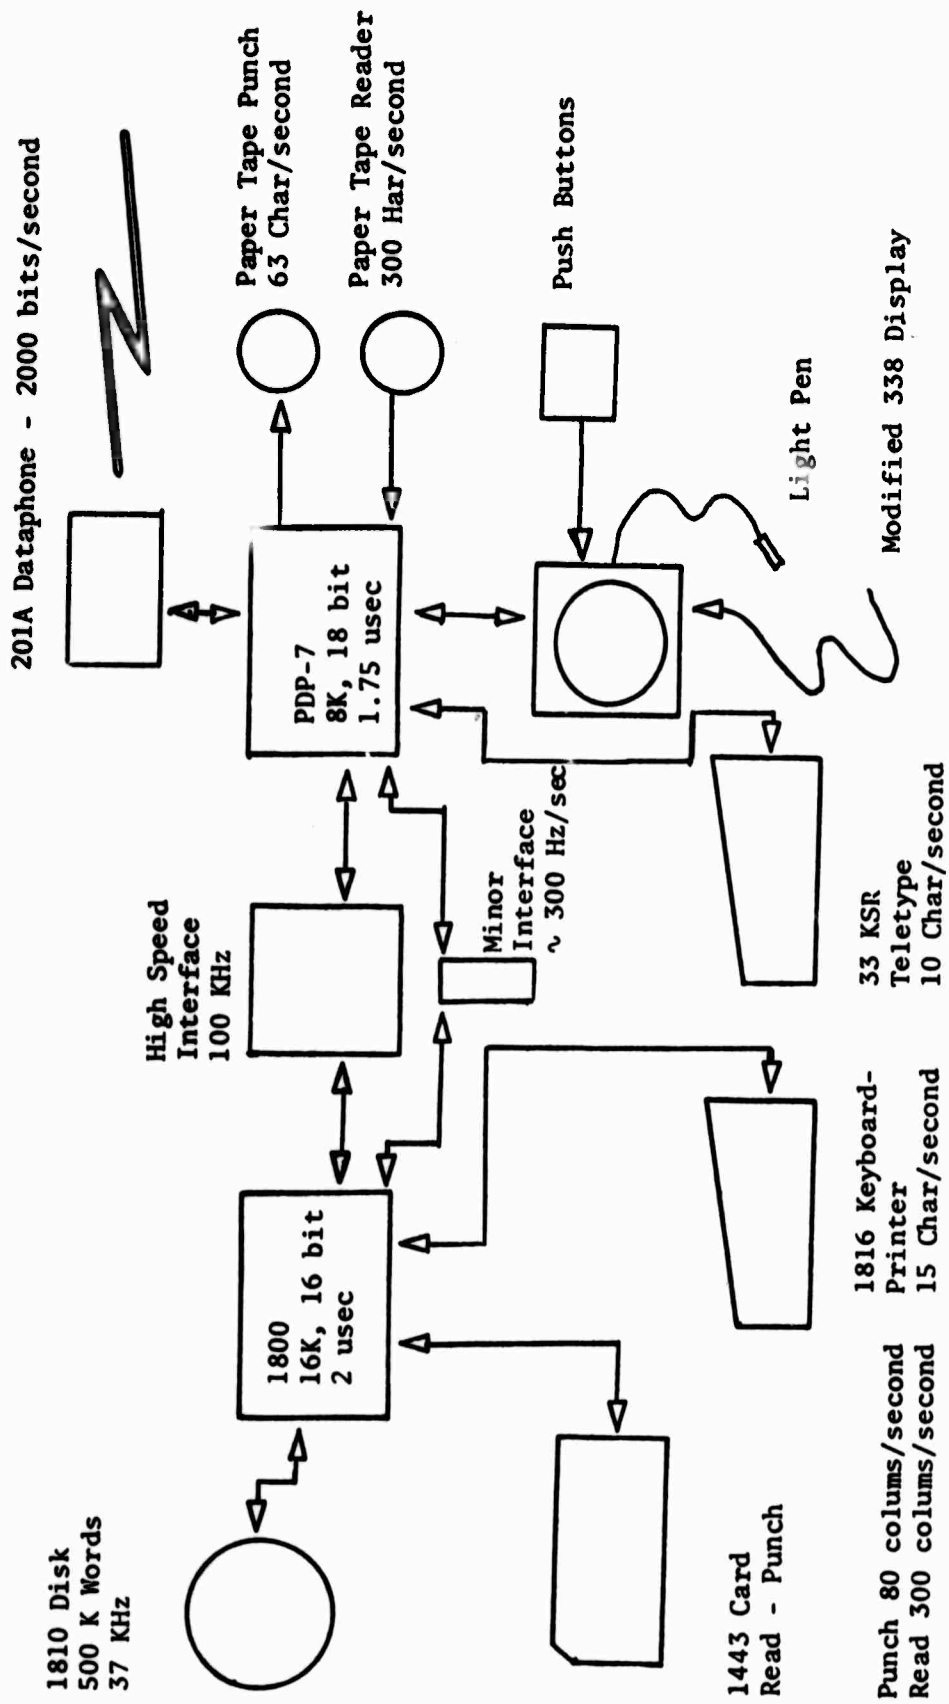 201A Dataphone - 2000 bits/second
Paper Tape Punch
63 Char/second
Paper Tape Reader
300 Har/second
High Speed
Interface
100 KHz
PDP-7
8K, 18 bit
1.75 usec
Push Buttons
1810 Disk
500 K Words
37 KHz
1800
16K, 16 bit
2 usec
Minor
Interface
~ 300 Hz/sec
Light Pen
Modified 338 Display
1443 Card
Read - Punch
Punch 80 colums/second
Read 300 colums/second
1816 Keyboard-
Printer
15 Char/second
33 KSR
Teletype
10 Char/second